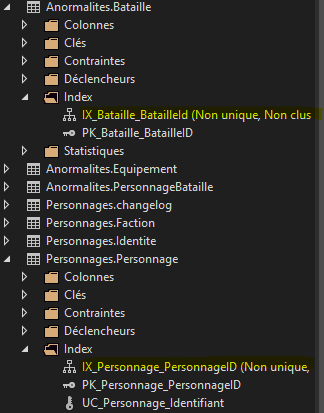 Anormalites.Bataille
Colonnes
Clés
Contraintes
Déclencheurs
Index
IX_Bataille_BatailleId (Non unique, Non clus
PK_Bataille_BatailleID
Statistiques
Anormalites.Equipement
Anormalites.PersonnageBataille
Personnages.changelog
Personnages.Faction
Personnages.Identite
Personnages.Personnage
Colonnes
Clés
Contraintes
Déclencheurs
Index
IX_Personnage_PersonnageID (Non unique,
PK_Personnage_PersonnageID
UC_Personnage_Identifiant